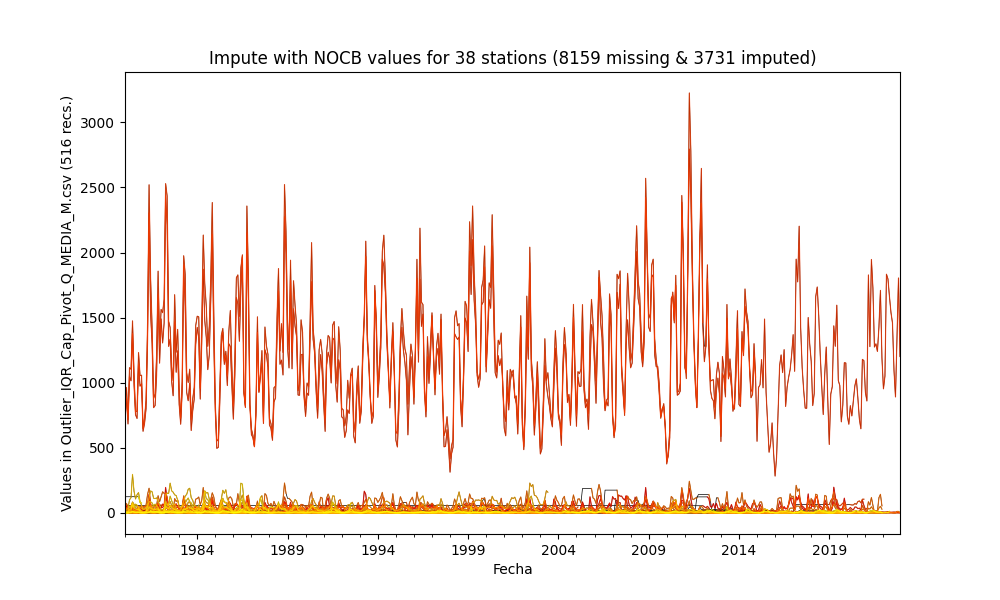 Impute with NOCB values for 38 stations (8159 missing & 3731 imputed)
Values in Outlier_IQR_Cap_Pivot_Q_MEDIA_M.csv (516 recs.)
3000
2500
2000
1500
1000
500
0
1984 1989 1994 1999 2004 2009 2014 2019
Fecha